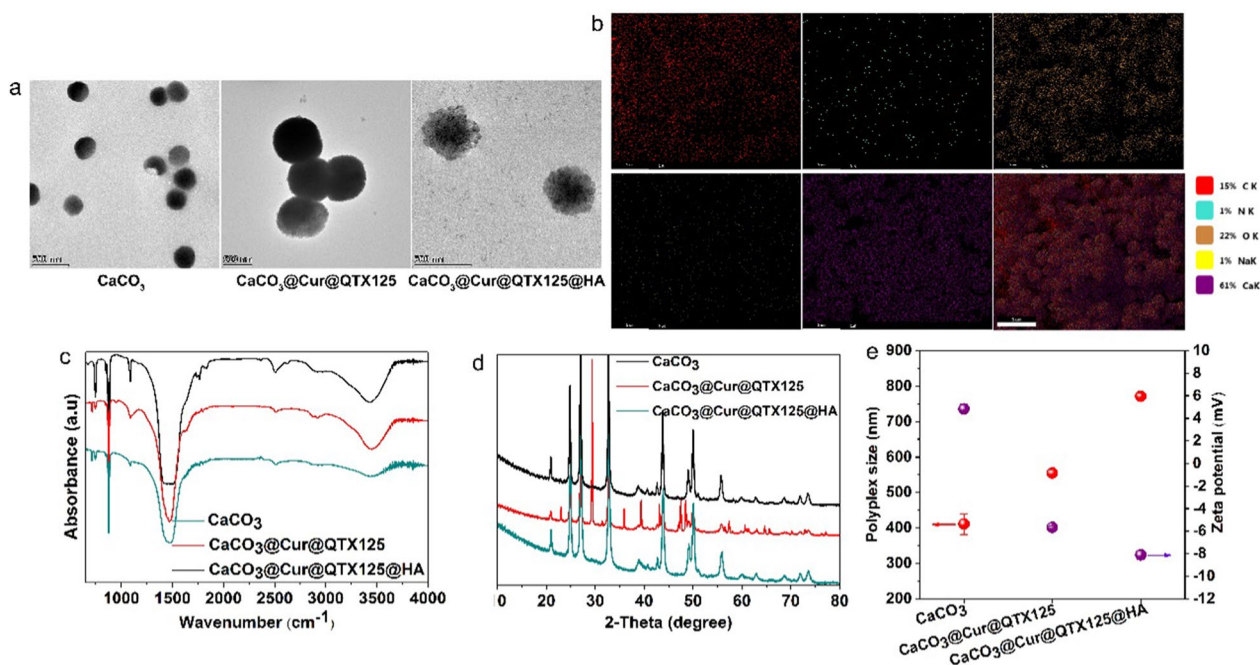 a
500 nm
500 nm
CaCO3
CaCO3@Cur@QTX125
CaCO3@Cur@QTX125@HA
b
15% C K
1% N K
22% O K
1% NaK
61% CaK
c
Absorbance (a.u)
CaCO3
CaCO3@Cur@QTX125
CaCO3@Cur@QTX125@HA
1000 1500 2000 2500 3000 3500 4000
Wavenumber (cm-1)
d
CaCO3
CaCO3@Cur@QTX125
CaCO3@Cur@QTX125@HA
10 20 30 40 50 60 70 80
2-Theta (degree)
e
Polyplex size (nm)
900
800
700
600
500
400
300
200
Zeta potential (mV)
10
8
6
4
2
0
-2
-4
-6
-8
-10
-12
CaCO3
CaCO3@Cur@QTX125
CaCO3@Cur@QTX125@HA